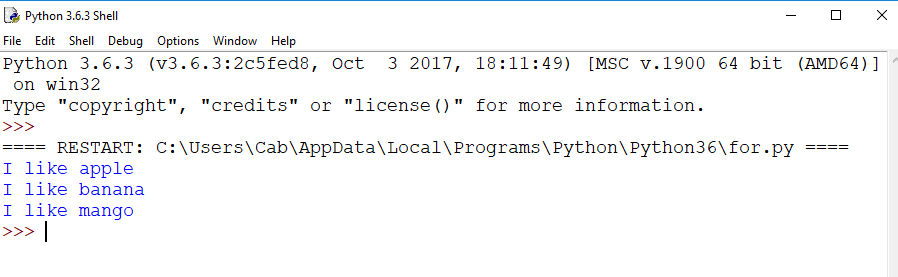 Python 3.6.3 Shell
File Edit Shell Debug Options Window Help
Python 3.6.3 (v3.6.3:2c5fed8, Oct  3 2017, 18:11:49) [MSC v.1900 64 bit (AMD64)]
 on win32
Type "copyright", "credits" or "license()" for more information.
>>>
==== RESTART: C:\Users\Cab\AppData\Local\Programs\Python\Python36\for.py ====
I like apple
I like banana
I like mango
>>>